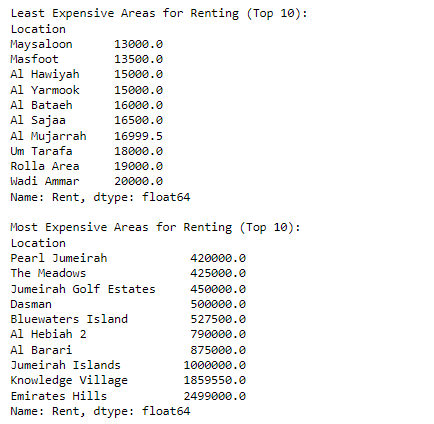 Least Expensive Areas for Renting (Top 10):
Location
Maysaloon 13000.0
Masfoot 13500.0
Al Hawiyah 15000.0
Al Yarmook 15000.0
Al Bataeh 16000.0
Al Sajaa 16500.0
Al Mujarrah 16999.5
Um Tarafa 18000.0
Rolla Area 19000.0
Wadi Ammar 20000.0
Name: Rent, dtype: float64
Most Expensive Areas for Renting (Top 10):
Location
Pearl Jumeirah 420000.0
The Meadows 425000.0
Jumeirah Golf Estates 450000.0
Dasman 500000.0
Bluewaters Island 527500.0
Al Hebiah 2 790000.0
Al Barari 875000.0
Jumeirah Islands 1000000.0
Knowledge Village 1859550.0
Emirates Hills 2499000.0
Name: Rent, dtype: float64